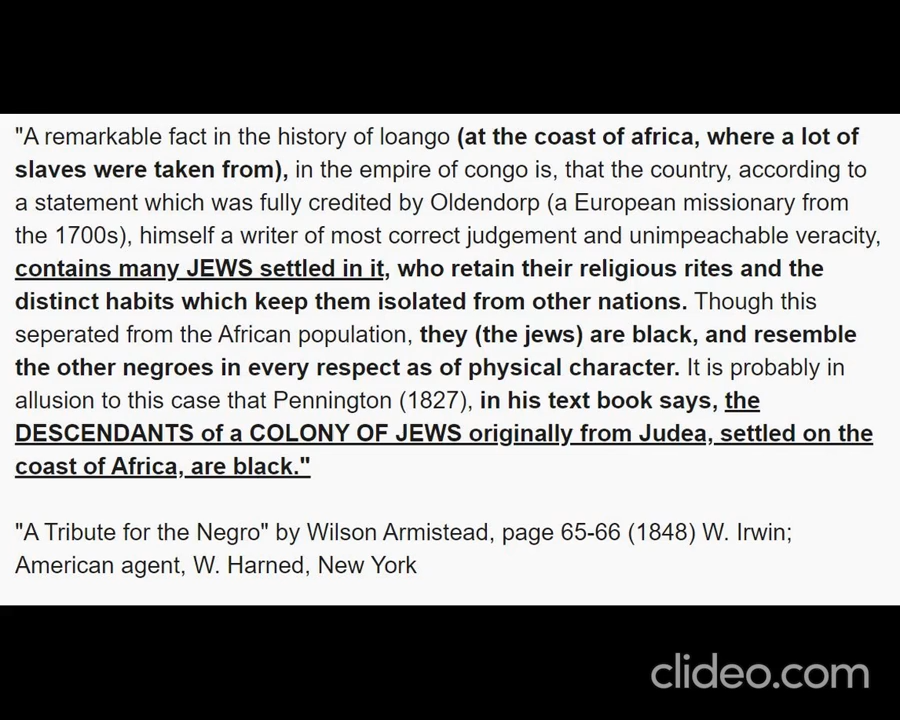 "A remarkable fact in the history of loango (at the coast of africa, where a lot of
slaves were taken from), in the empire of congo is, that the country, according to
a statement which was fully credited by Oldendorp (a European missionary from
the 1700s), himself a writer of most correct judgement and unimpeachable veracity,
contains many JEWS settled in it, who retain their religious rites and the
distinct habits which keep them isolated from other nations. Though this
seperated from the African population, they (the jews) are black, and resemble
the other negroes in every respect as of physical character. It is probably in
allusion to this case that Pennington (1827), in his text book says, the
DESCENDANTS of a COLONY OF JEWS originally from Judea, settled on the
coast of Africa, are black."
"A Tribute for the Negro" by Wilson Armistead, page 65-66 (1848) W. Irwin;
American agent, W. Harned, New York
clideo.com